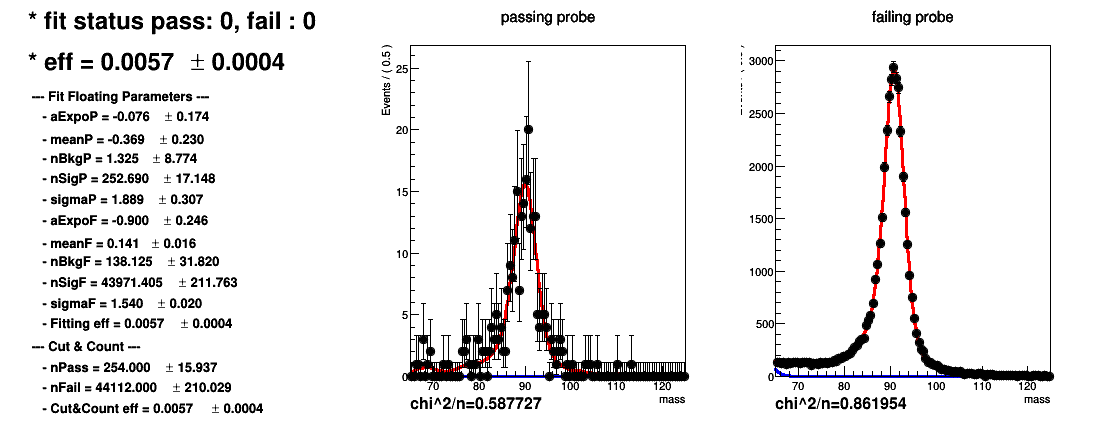 * fit status pass: 0, fail : 0
* eff = 0.0057 ± 0.0004
--- Fit Floating Parameters ---
- aExpoP = -0.076 ± 0.174
- meanP = -0.369 ± 0.230
- nBkgP = 1.325 ± 8.774
- nSigP = 252.690 ± 17.148
- sigmaP = 1.889 ± 0.307
- aExpoF = -0.900 ± 0.246
- meanF = 0.141 ± 0.016
- nBkgF = 138.125 ± 31.820
- nSigF = 43971.405 ± 211.763
- sigmaF = 1.540 ± 0.020
- Fitting eff = 0.0057 ± 0.0004
--- Cut & Count ---
- nPass = 254.000 ± 15.937
- nFail = 44112.000 ± 210.029
- Cut&Count eff = 0.0057 ± 0.0004
passing probe
Events / ( 0.5 )
25
20
15
10
5
0
70 80 90 100 110 120
mass
chi^2/n=0.587727
failing probe
3000
2500
2000
1500
1000
500
0
70 80 90 100 110 120
mass
chi^2/n=0.861954